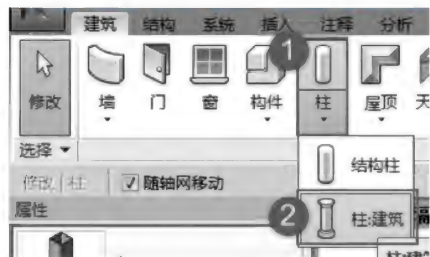 建筑 结构 系统 插入 注释 分析
1
修改 墙 门 窗 构件 柱 屋顶 天
选择
结构柱
修改 | 柱 随轴网移动
2 柱:建筑
属性